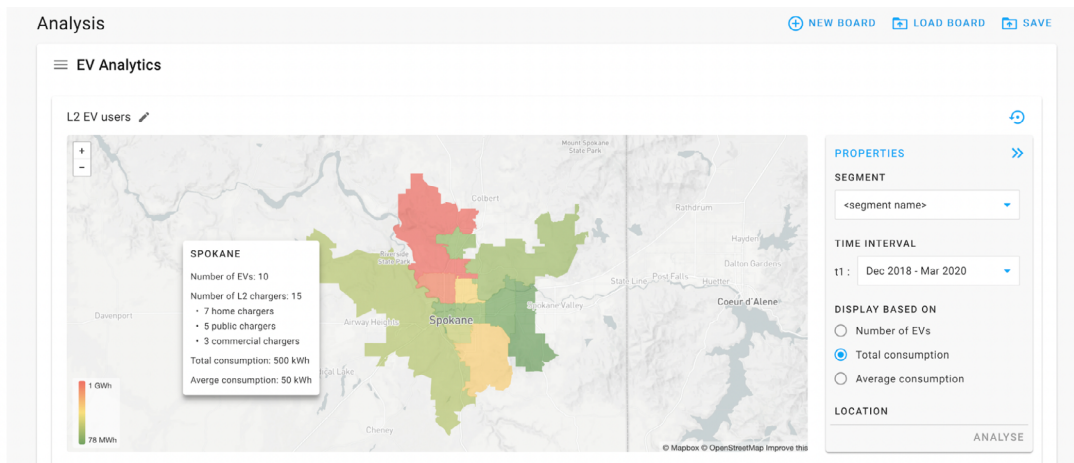 Analysis
NEW BOARD
LOAD BOARD
SAVE
EV Analytics
L2 EV users
+
−
Mount Spokane
State Park
Colbert
Rathdrum
Hayden
Dalton Gardens
Post Falls
Huetter
State Line
Coeur d'Alene
Spokane Valley
Spokane
Airway Heights
Riverside
State Park
Davenport
Cheney
SPOKANE
Number of EVs: 10
Number of L2 chargers: 15
• 7 home chargers
• 5 public chargers
• 3 commercial chargers
Total consumption: 500 kWh
Averge consumption: 50 kWh
1 GWh
78 MWh
© Mapbox © OpenStreetMap Improve this
PROPERTIES
SEGMENT
<segment name>
TIME INTERVAL
t1 : Dec 2018 - Mar 2020
DISPLAY BASED ON
Number of EVs
Total consumption
Average consumption
LOCATION
ANALYSE